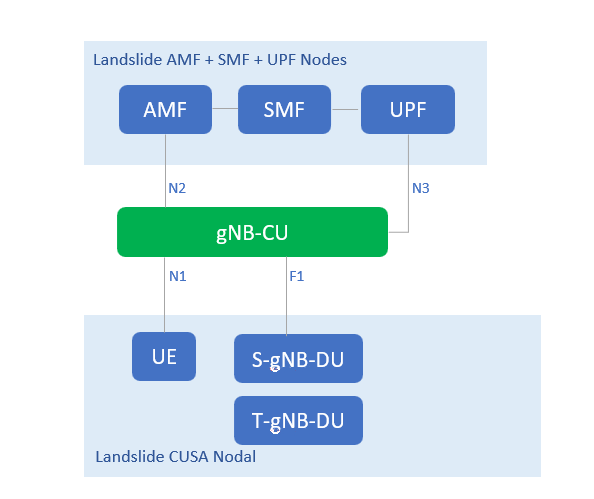 Landslide AMF + SMF + UPF Nodes
AMF
SMF
UPF
N2
N3
gNB-CU
N1
F1
UE
S-gNB-DU
T-gNB-DU
Landslide CUSA Nodal